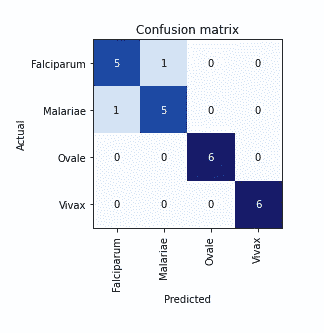 Confusion matrix
Actual
Falciparum 5 1 0 0
Malariae 1 5 0 0
Ovale 0 0 6 0
Vivax 0 0 0 6
Falciparum Malariae Ovale Vivax
Predicted